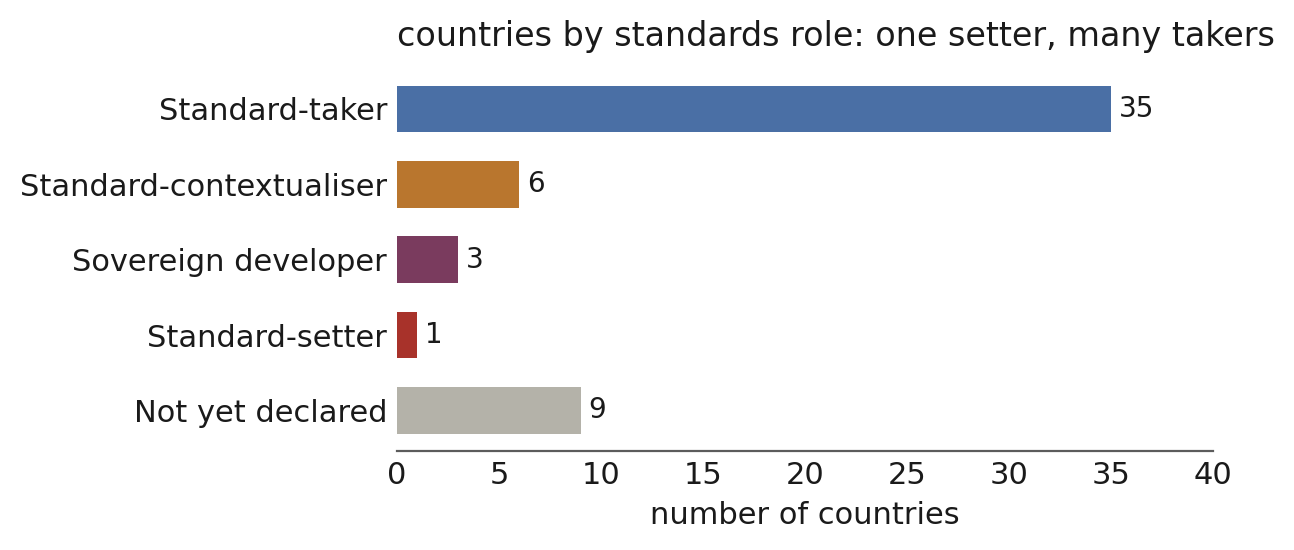 countries by standards role: one setter, many takers
Standard-taker 35
Standard-contextualiser 6
Sovereign developer 3
Standard-setter 1
Not yet declared 9
0 5 10 15 20 25 30 35 40
number of countries